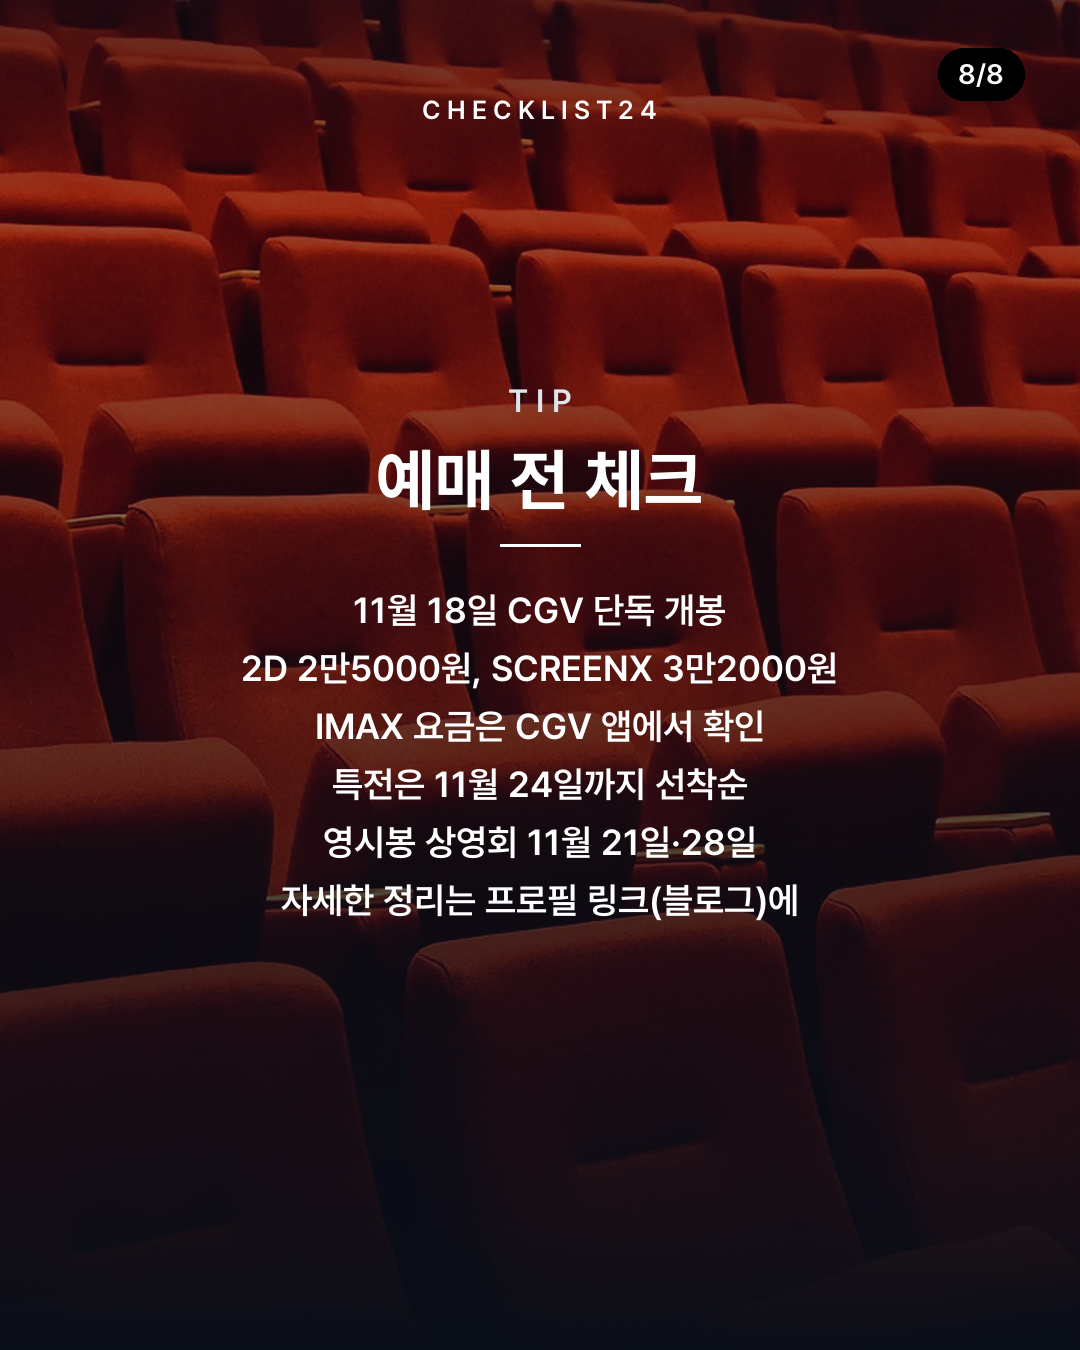 8/8
CHECKLIST24
TIP
예매 전 체크
11월 18일 CGV 단독 개봉
2D 2만5000원, SCREENX 3만2000원
IMAX 요금은 CGV 앱에서 확인
특전은 11월 24일까지 선착순
영시봉 상영회 11월 21일·28일
자세한 정리는 프로필 링크(블로그)에